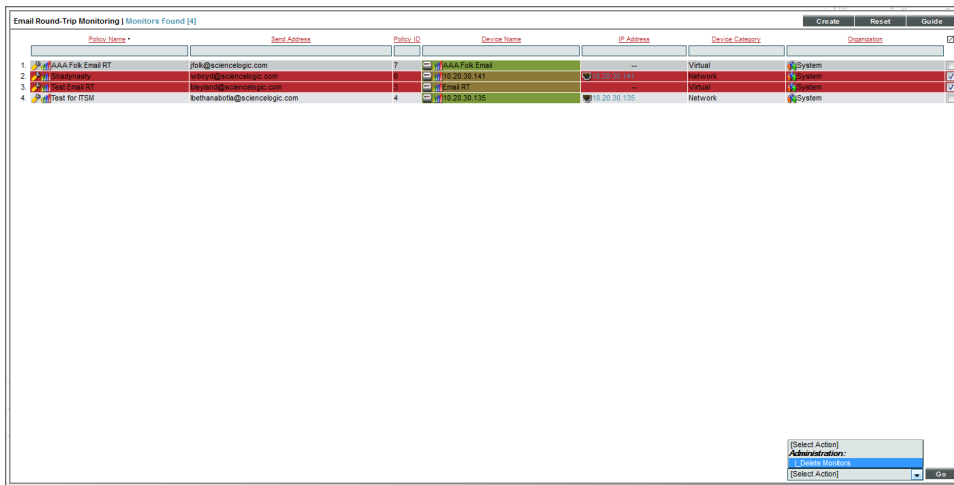 Email Round-Trip Monitoring | Monitors Found [4]
Create Reset Guide
Policy Name Send Address Policy ID Device Name IP Address Device Category Organization
1. AAA Folk Email RT jfolk@sciencelogic.com 7 AAA Folk Email -- Virtual System
2. Shadynasty wboyd@sciencelogic.com 6 10.20.30.141 10.20.30.141 Network System
3. Test Email RT bleyland@sciencelogic.com 3 Email RT -- Virtual System
4. Test for ITSM lbethanabotla@sciencelogic.com 4 10.20.30.135 10.20.30.135 Network System
[Select Action]
Administration:
Delete Monitors
[Select Action] Go